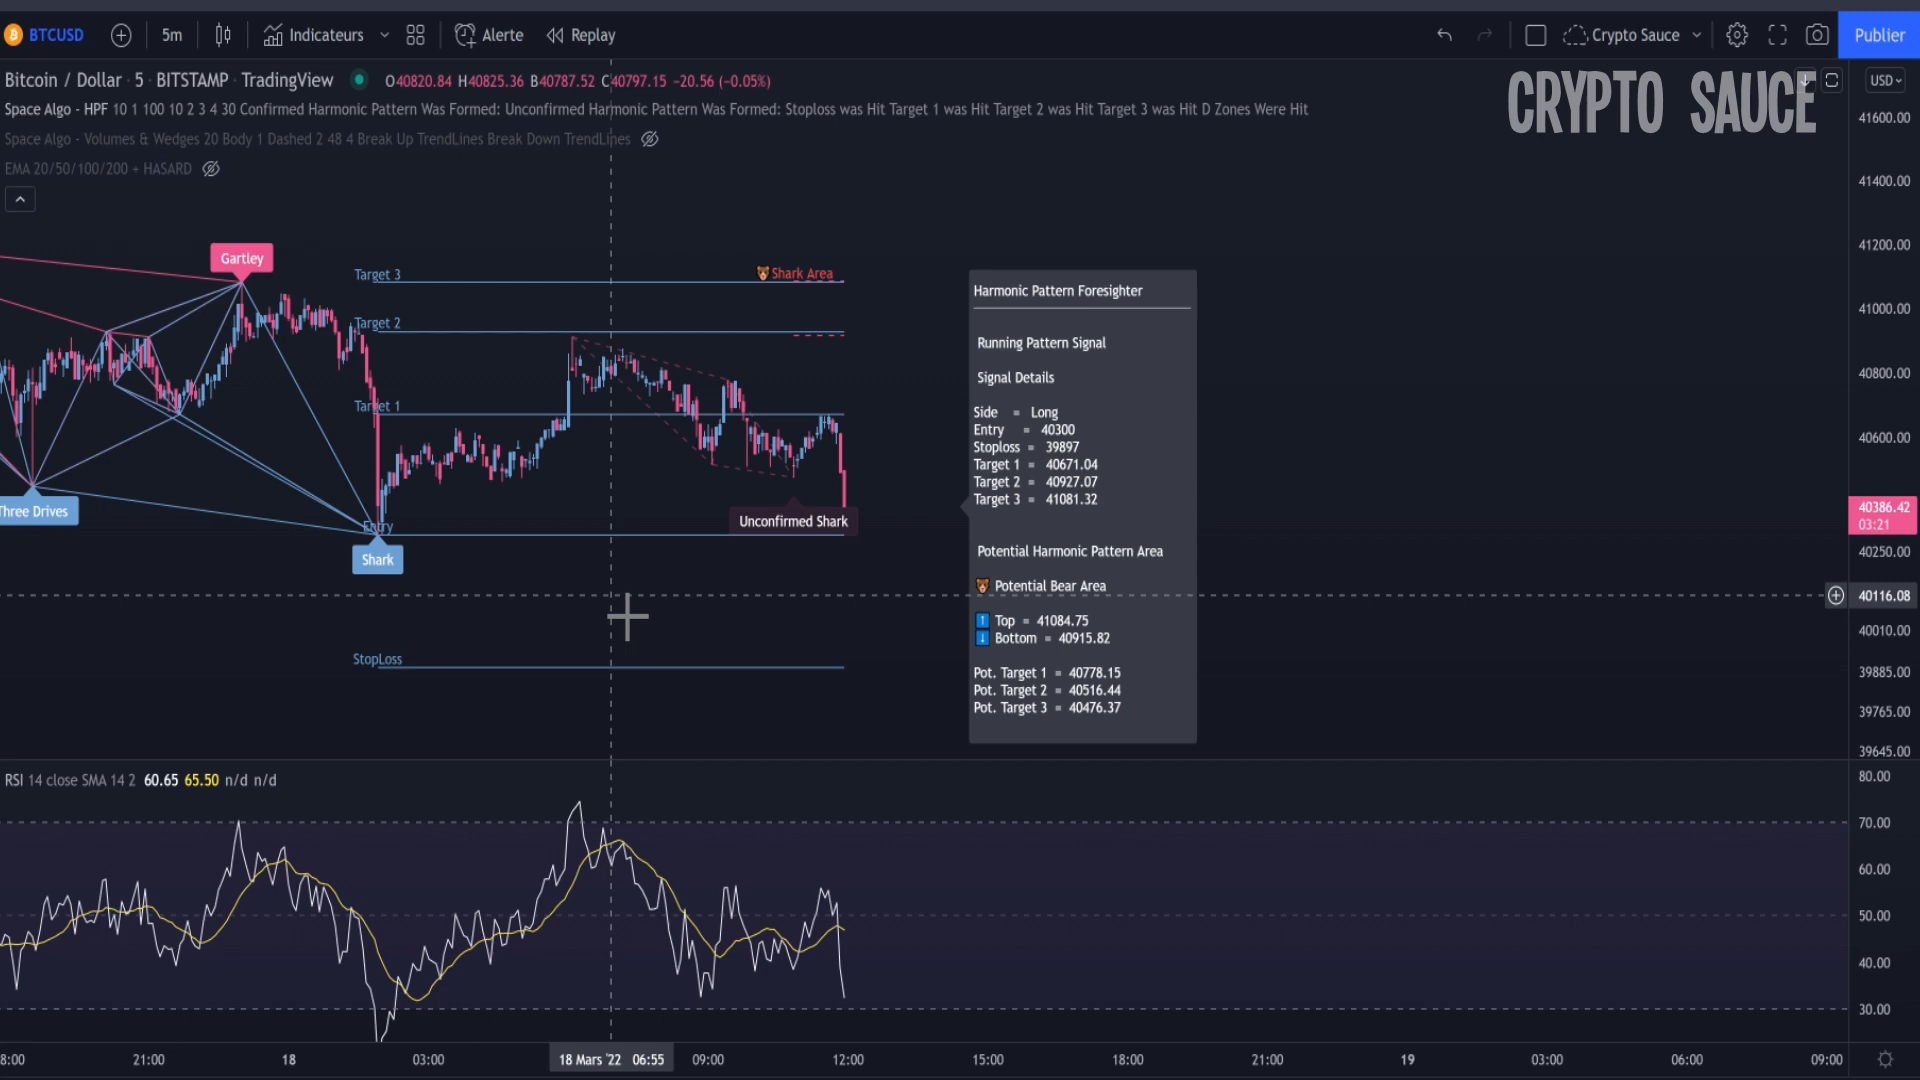 BTCUSD 5m Indicateurs Alerte Replay Crypto Sauce Publier
Bitcoin / Dollar · 5 · BITSTAMP · TradingView O40820.84 H40825.36 B40787.52 C40797.15 −20.56 (−0.05%)
USD
Space Algo - HPF 10 1 100 10 2 3 4 30 Confirmed Harmonic Pattern Was Formed: Unconfirmed Harmonic Pattern Was Formed: Stoploss was Hit Target 1 was Hit Target 2 was Hit Target 3 was Hit D Zones Were Hit
CRYPTO SAUCE
Space Algo - Volumes & Wedges 20 Body 1 Dashed 2 48 4 Break Up TrendLines Break Down TrendLines
EMA 20/50/100/200 + HASARD
41600.00
41400.00
41200.00
41000.00
40800.00
40600.00
40386.42
03:21
40250.00
40116.08
40010.00
39885.00
39765.00
39645.00
Gartley
Three Drives
Shark
Target 3
Target 2
Target 1
Entry
StopLoss
Shark Area
Unconfirmed Shark
Harmonic Pattern Foresighter
Running Pattern Signal
Signal Details
Side = Long
Entry = 40300
Stoploss = 39897
Target 1 = 40671.04
Target 2 = 40927.07
Target 3 = 41081.32
Potential Harmonic Pattern Area
Potential Bear Area
Top = 41084.75
Bottom = 40915.82
Pot. Target 1 = 40778.15
Pot. Target 2 = 40516.44
Pot. Target 3 = 40476.37
RSI 14 close SMA 14 2 60.65 65.50 n/d n/d
80.00
70.00
60.00
50.00
40.00
30.00
8:00 21:00 18 03:00 18 Mars '22 06:55 09:00 12:00 15:00 18:00 21:00 19 03:00 06:00 09:00